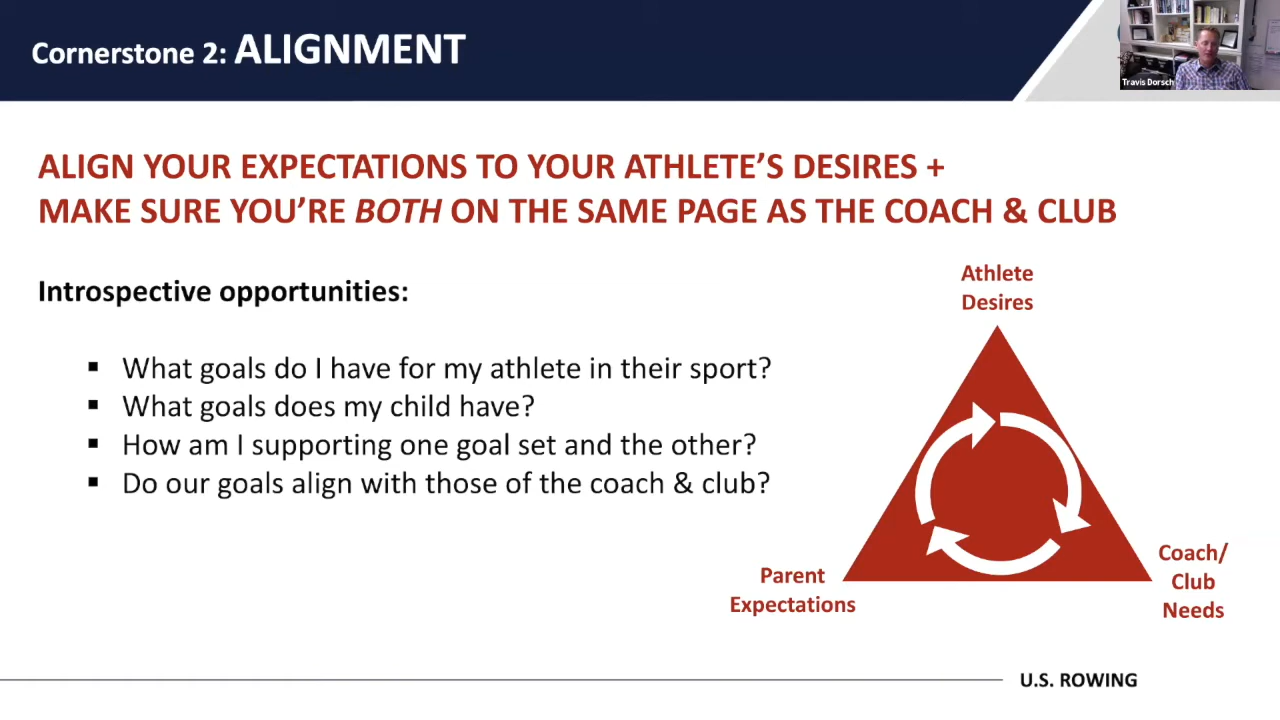 Cornerstone 2: ALIGNMENT
Travis Dorsch
ALIGN YOUR EXPECTATIONS TO YOUR ATHLETE’S DESIRES +
MAKE SURE YOU’RE BOTH ON THE SAME PAGE AS THE COACH & CLUB
Introspective opportunities:
▪ What goals do I have for my athlete in their sport?
▪ What goals does my child have?
▪ How am I supporting one goal set and the other?
▪ Do our goals align with those of the coach & club?
Athlete
Desires
Parent
Expectations
Coach/
Club
Needs
U.S. ROWING